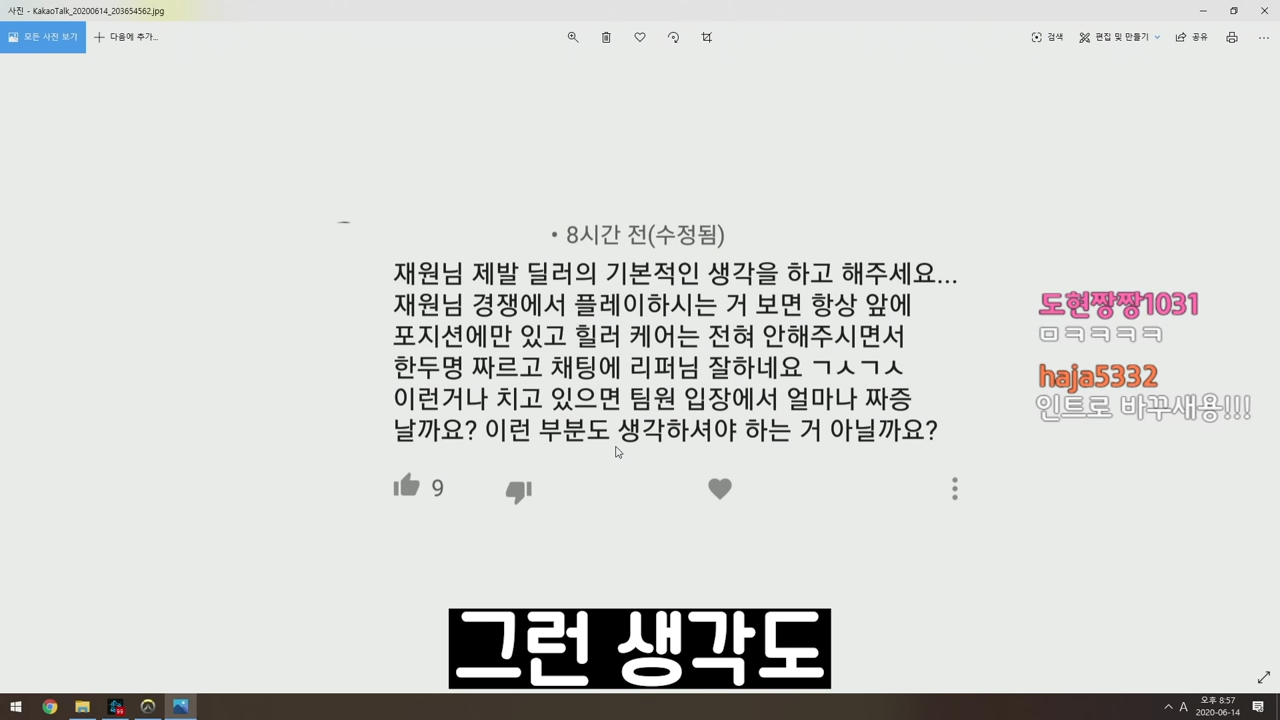 사진 - KakaoTalk_20200614_203654562.jpg
모든 사진 보기
다음에 추가...
검색
편집 및 만들기
공유
• 8시간 전(수정됨)
재원님 제발 딜러의 기본적인 생각을 하고 해주세요...
재원님 경쟁에서 플레이하시는 거 보면 항상 앞에
포지션에만 있고 힐러 케어는 전혀 안해주시면서
한두명 짜르고 채팅에 리퍼님 잘하네요 ㄱㅅㄱㅅ
이런거나 치고 있으면 팀원 입장에서 얼마나 짜증
날까요? 이런 부분도 생각하셔야 하는 거 아닐까요?
9
도현짱짱1031
ㅁㅋㅋㅋㅋ
haja5332
인트로 바꾸새용!!!
그런 생각도
A
오후 8:57
2020-06-14